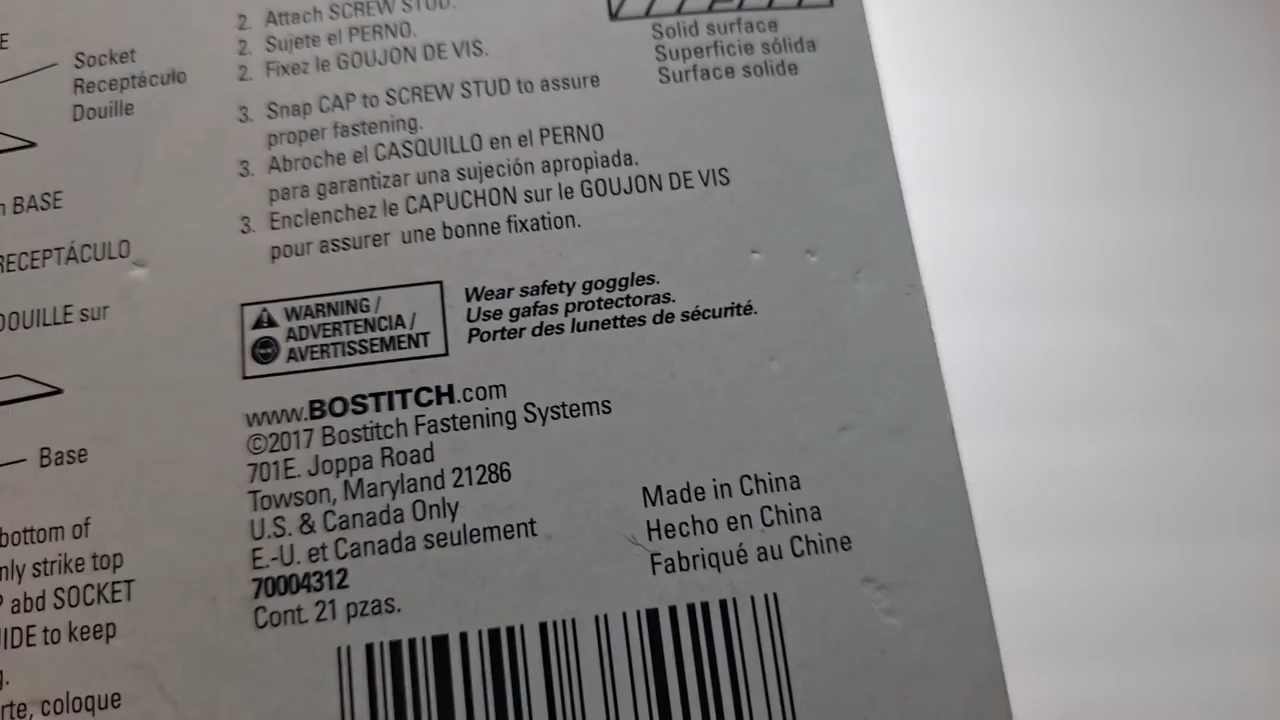 E
Socket
Receptáculo
Douille
n BASE
RECEPTÁCULO
DOUILLE sur
Base
bottom of
nly strike top
P abd SOCKET
IDE to keep
g.
rte, coloque
2. Attach SCREW STUD.
2. Sujete el PERNO.
2. Fixez le GOUJON DE VIS.
3. Snap CAP to SCREW STUD to assure
proper fastening.
3. Abroche el CASQUILLO en el PERNO
para garantizar una sujeción apropiada.
3. Enclenchez le CAPUCHON sur le GOUJON DE VIS
pour assurer une bonne fixation.
Solid surface
Superficie sólida
Surface solide
WARNING /
ADVERTENCIA /
AVERTISSEMENT
Wear safety goggles.
Use gafas protectoras.
Porter des lunettes de sécurité.
www.BOSTITCH.com
©2017 Bostitch Fastening Systems
701E. Joppa Road
Towson, Maryland 21286
U.S. & Canada Only
E.-U. et Canada seulement
70004312
Cont. 21 pzas.
Made in China
Hecho en China
Fabriqué au Chine